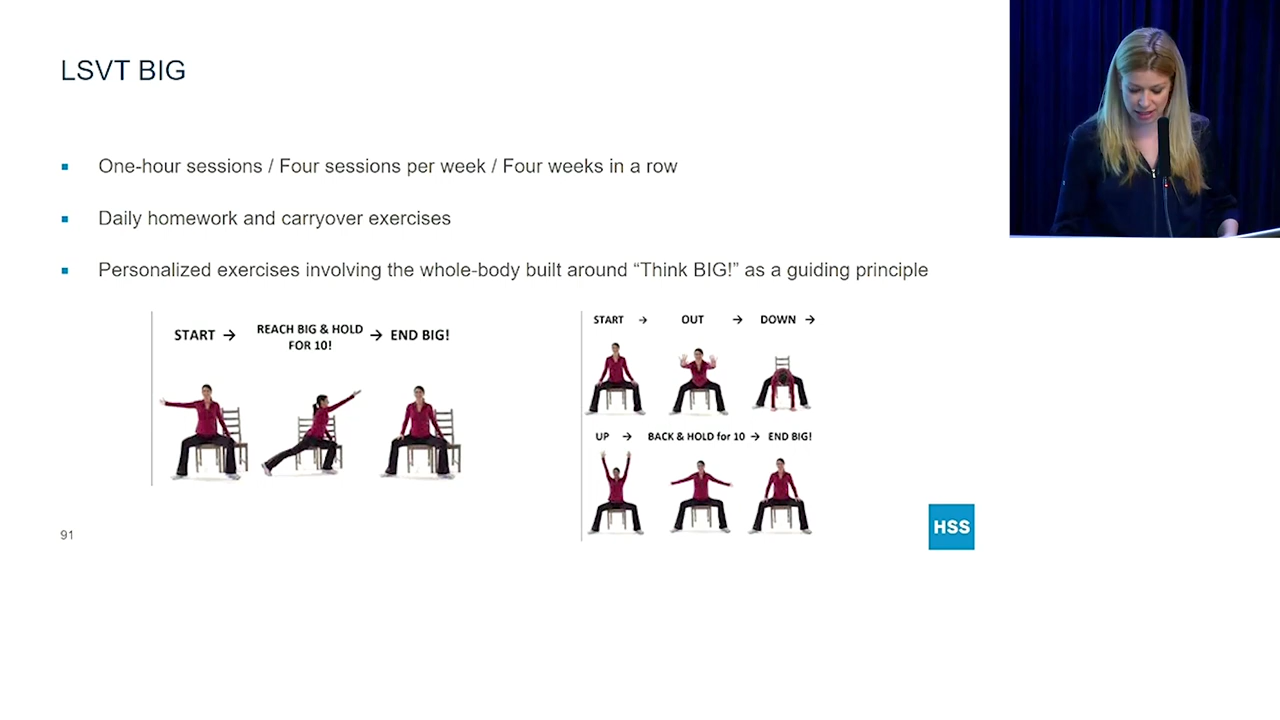 LSVT BIG
▪ One-hour sessions / Four sessions per week / Four weeks in a row
▪ Daily homework and carryover exercises
▪ Personalized exercises involving the whole-body built around “Think BIG!” as a guiding principle
START → REACH BIG & HOLD → END BIG!
FOR 10!
START → OUT → DOWN →
UP → BACK & HOLD for 10 → END BIG!
91
HSS